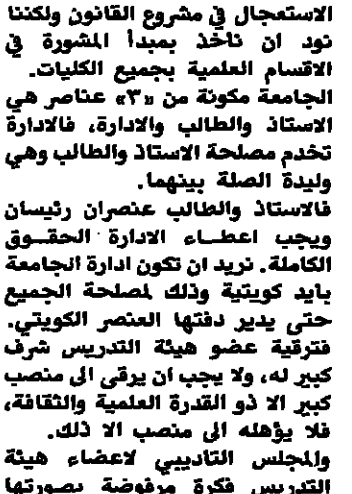 الاستعجال في مشروع القانون ولكننا
نود ان ناخذ بمبدأ المشورة في
الاقسام العلمية بجميع الكليات.
الجامعة مكونة من «٣» عناصر هي
الاستاذ والطالب والادارة، فالادارة
تخدم مصلحة الاستاذ والطالب وهي
وليدة الصلة بينهما.
فالاستاذ والطالب عنصران رئيسان
ويجب اعطـاء الادارة الحقـوق
الكاملة. نريد ان تكون ادارة الجامعة
بايد كويتية وذلك لمصلحة الجميع
حتى يدير دفتها العنصر الكويتي.
فترقية عضو هيئة التدريس شرف
كبير له، ولا يجب ان يرقى الى منصب
كبير الا ذو القدرة العلمية والثقافة،
فلا يؤهله الى منصب الا ذلك.
والمجلس التاديبي لاعضاء هيئة
التدريس فكرة مرفوضة بصورتها